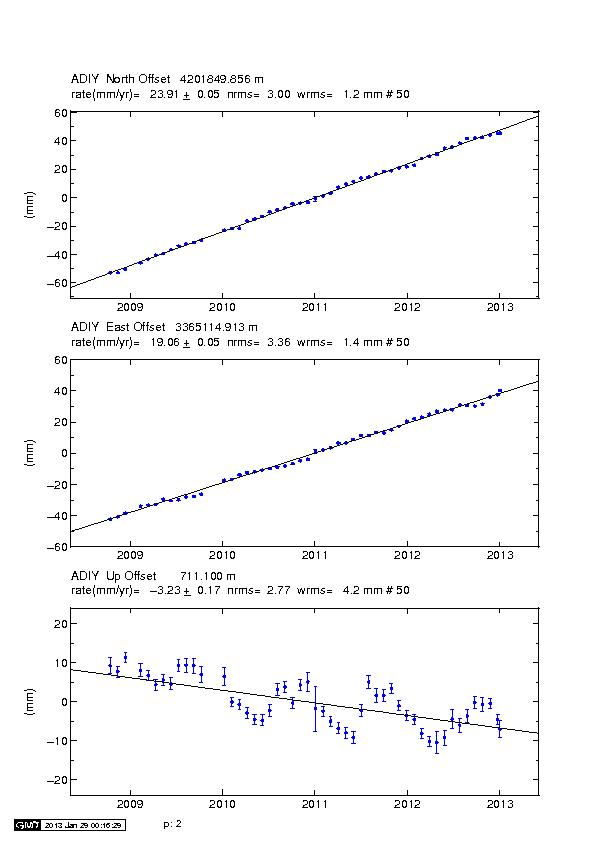 ADIY North Offset 4201849.856 m
rate(mm/yr)= 23.91 ± 0.05 nrms= 3.00 wrms= 1.2 mm # 50
60
40
20
0
−20
−40
−60
(mm)
2009 2010 2011 2012 2013
ADIY East Offset 3365114.913 m
rate(mm/yr)= 19.06 ± 0.05 nrms= 3.36 wrms= 1.4 mm # 50
60
40
20
0
−20
−40
−60
(mm)
2009 2010 2011 2012 2013
ADIY Up Offset 711.100 m
rate(mm/yr)= −3.23 ± 0.17 nrms= 2.77 wrms= 4.2 mm # 50
20
10
0
−10
−20
(mm)
2009 2010 2011 2012 2013
GMT 2013 Jan 29 00:16:29 p: 2